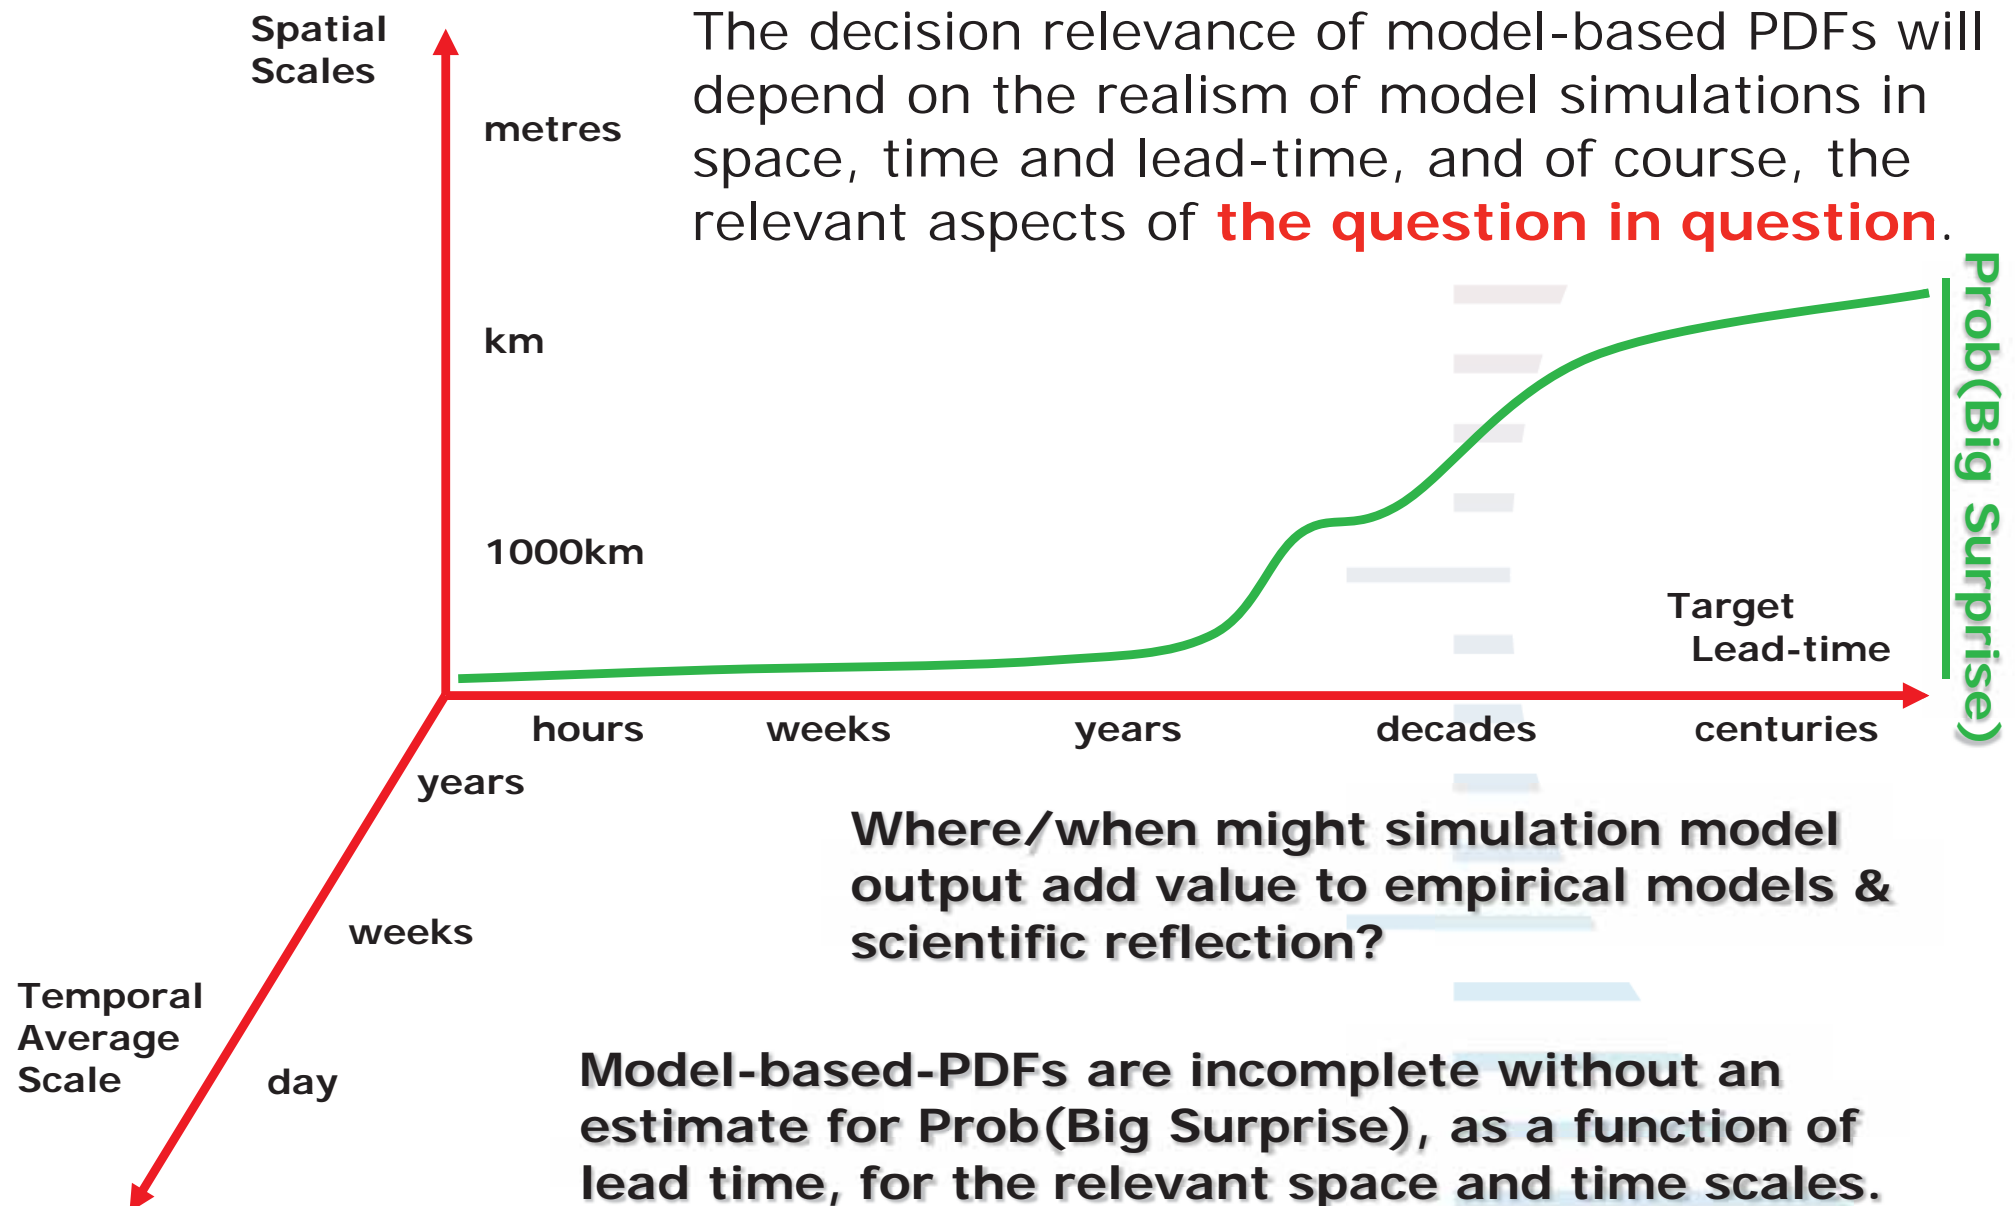 Spatial
Scales
The decision relevance of model-based PDFs will
depend on the realism of model simulations in
space, time and lead-time, and of course, the
relevant aspects of the question in question.
metres
km
1000km
Prob(Big Surprise)
Target
Lead-time
hours weeks years decades centuries
years
weeks
day
Temporal
Average
Scale
Where/when might simulation model
output add value to empirical models &
scientific reflection?
Model-based-PDFs are incomplete without an
estimate for Prob(Big Surprise), as a function of
lead time, for the relevant space and time scales.